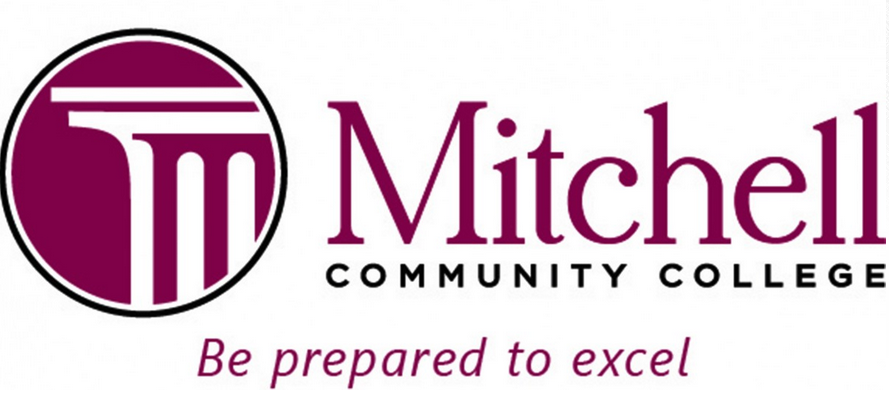 Mitchell
COMMUNITY COLLEGE
Be prepared to excel